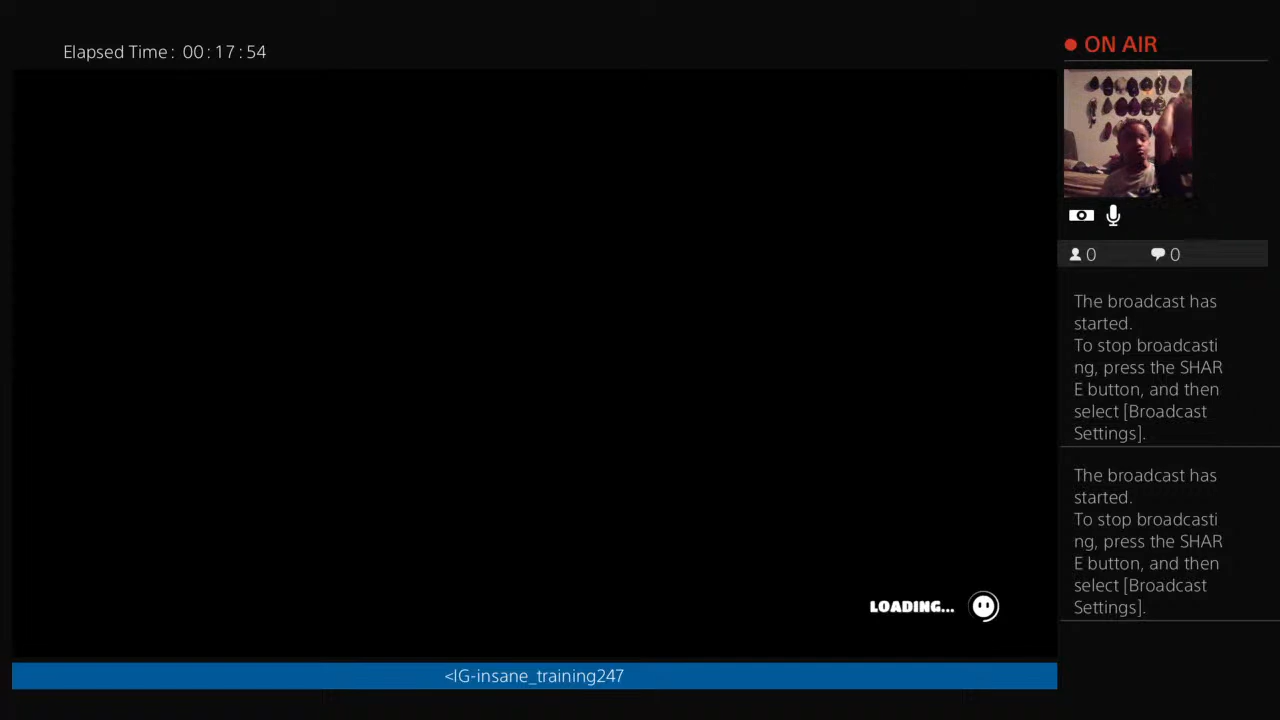 Elapsed Time: 00:17:54
ON AIR
0 0
The broadcast has
started.
To stop broadcasti
ng, press the SHAR
E button, and then
select [Broadcast
Settings].
The broadcast has
started.
To stop broadcasti
ng, press the SHAR
E button, and then
select [Broadcast
Settings].
LOADING...
<IG-insane_training247